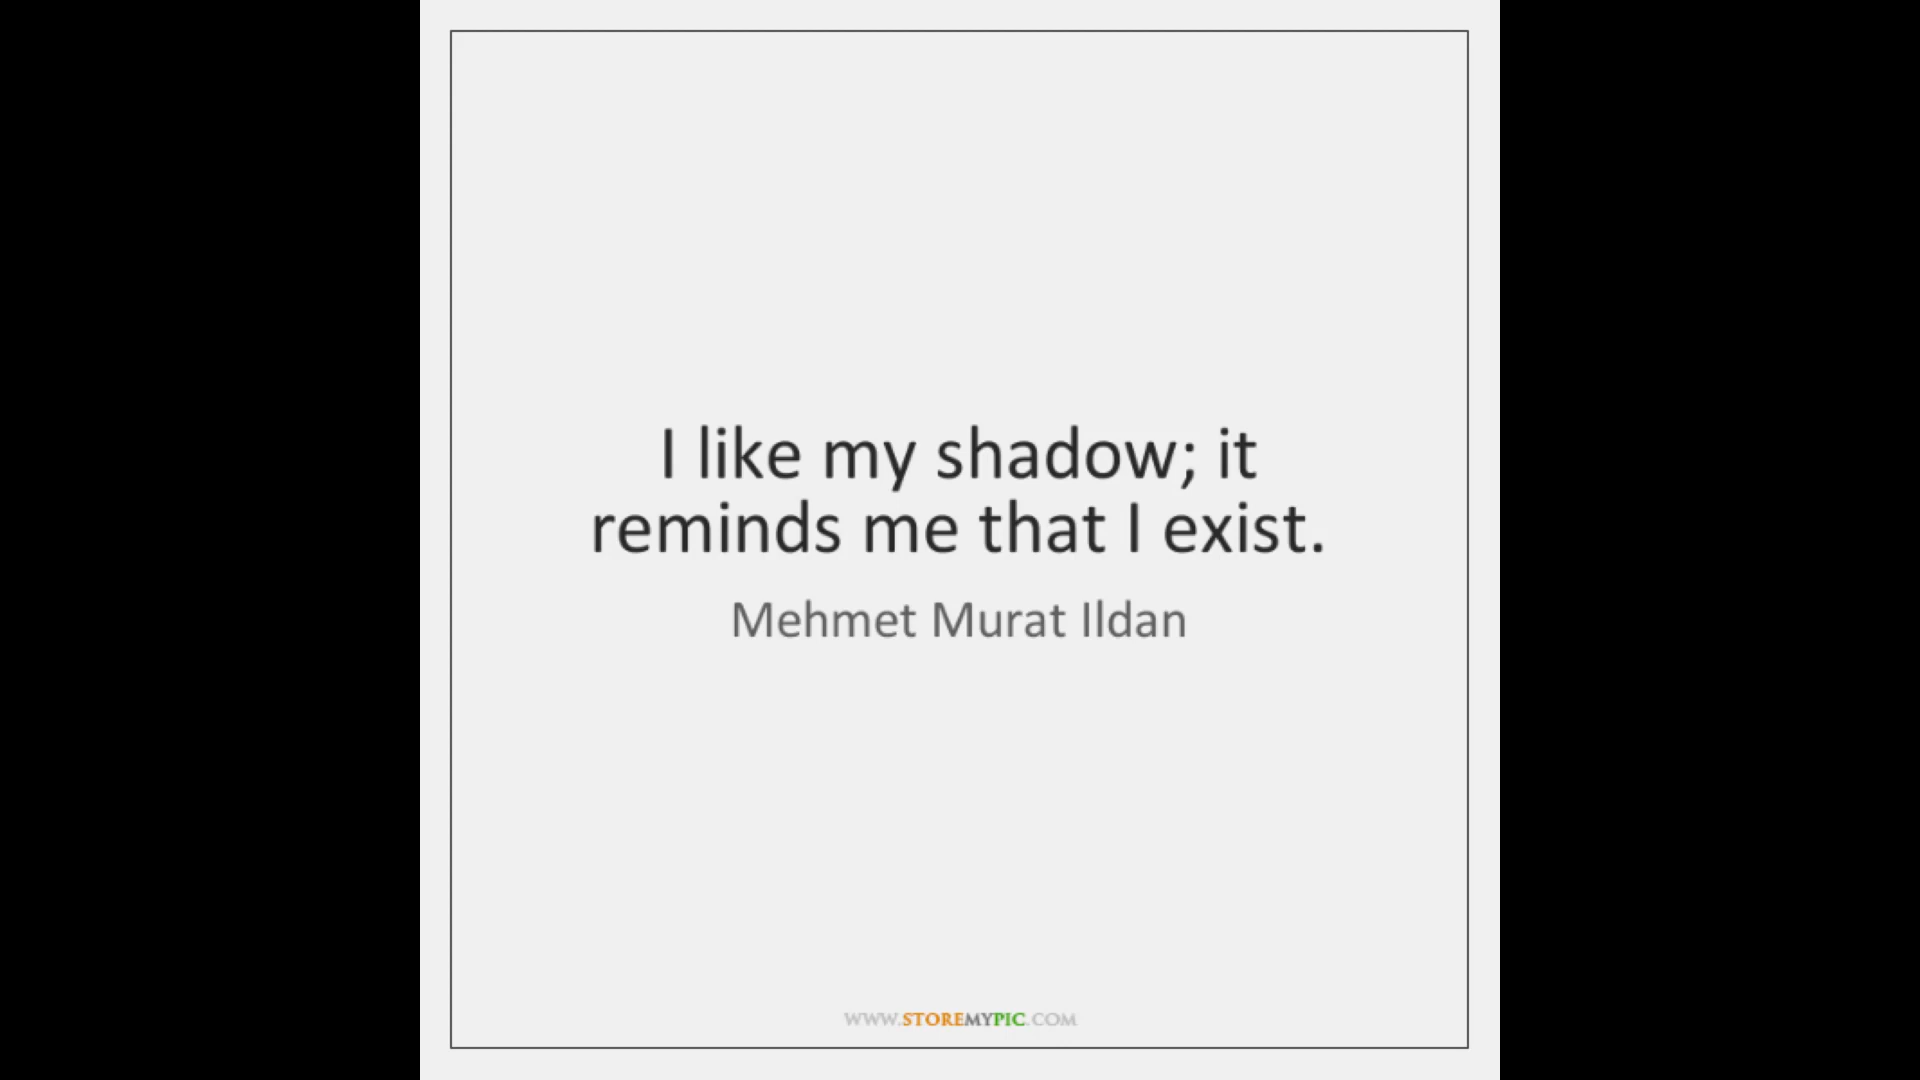 I like my shadow; it
reminds me that I exist.
Mehmet Murat Ildan
WWW.STOREMYPIC.COM